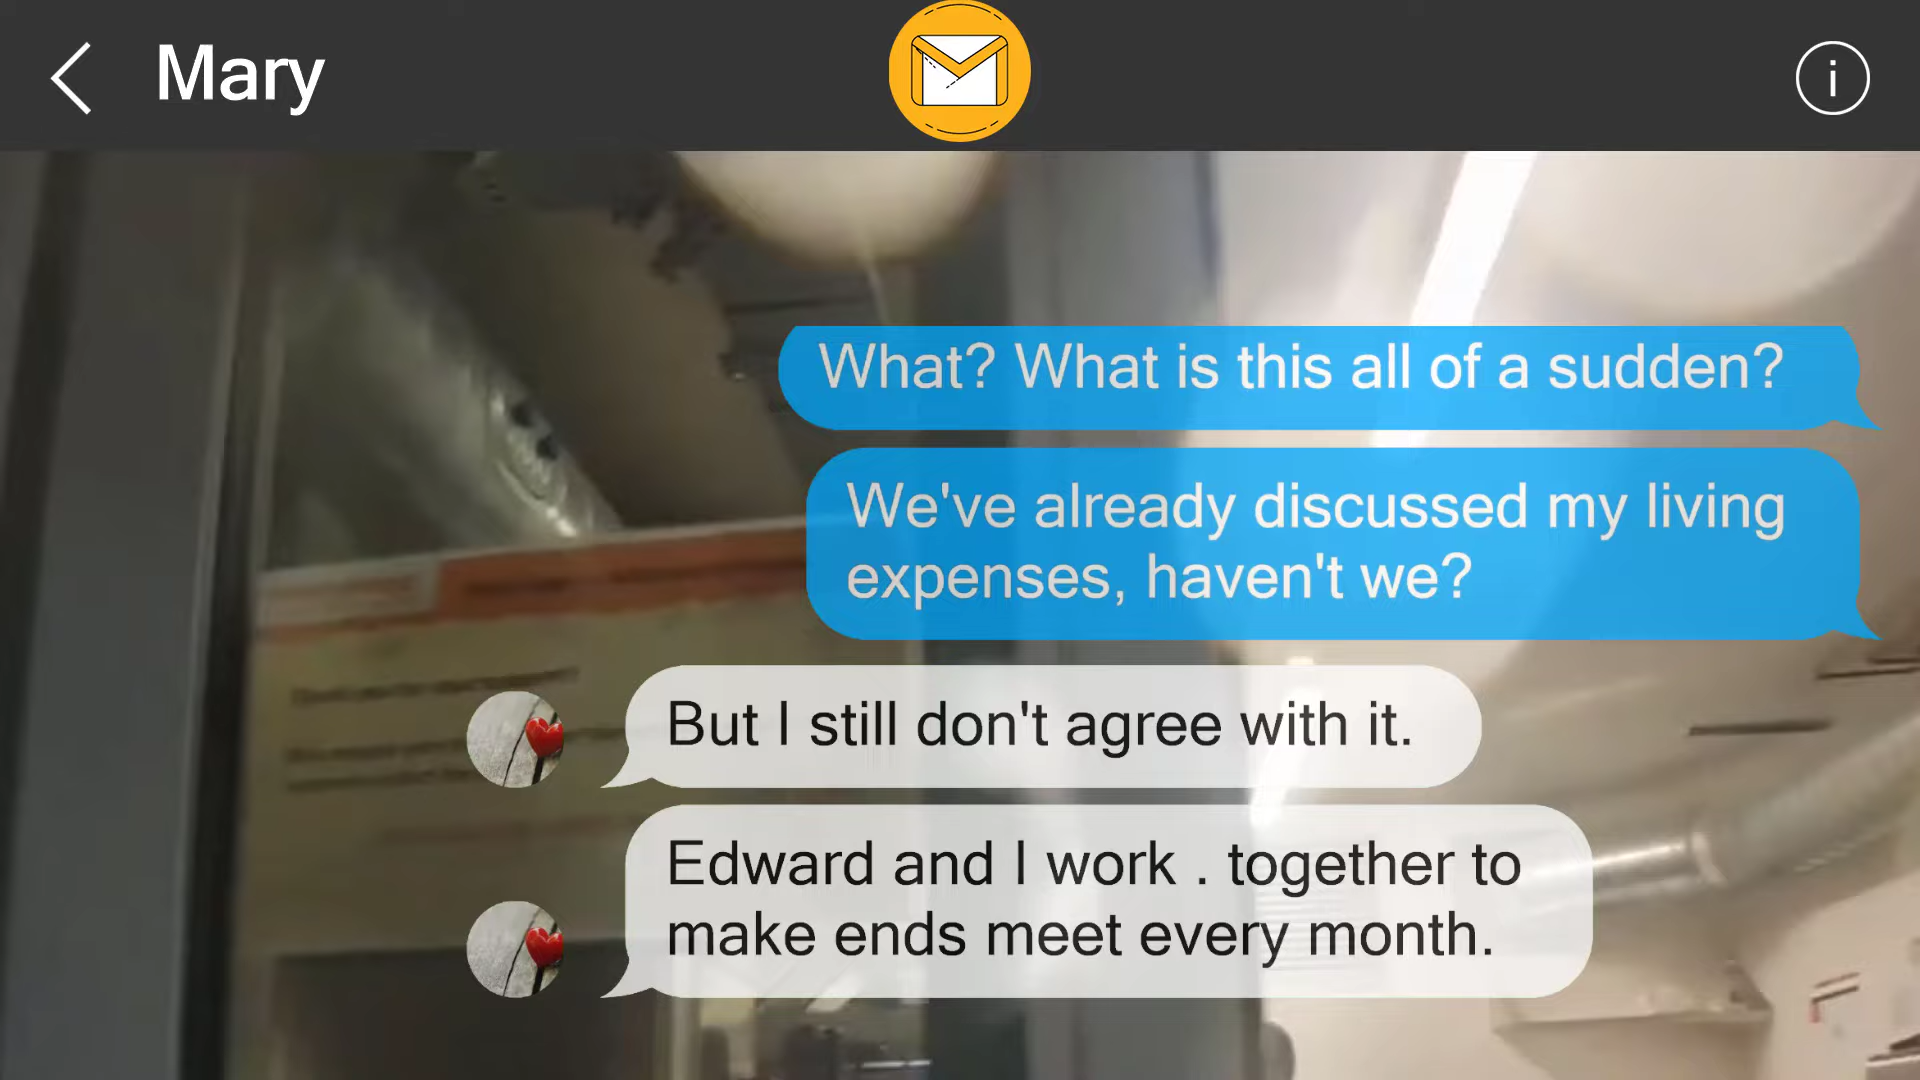 Mary
i
What? What is this all of a sudden?
We've already discussed my living
expenses, haven't we?
But I still don't agree with it.
Edward and I work . together to
make ends meet every month.